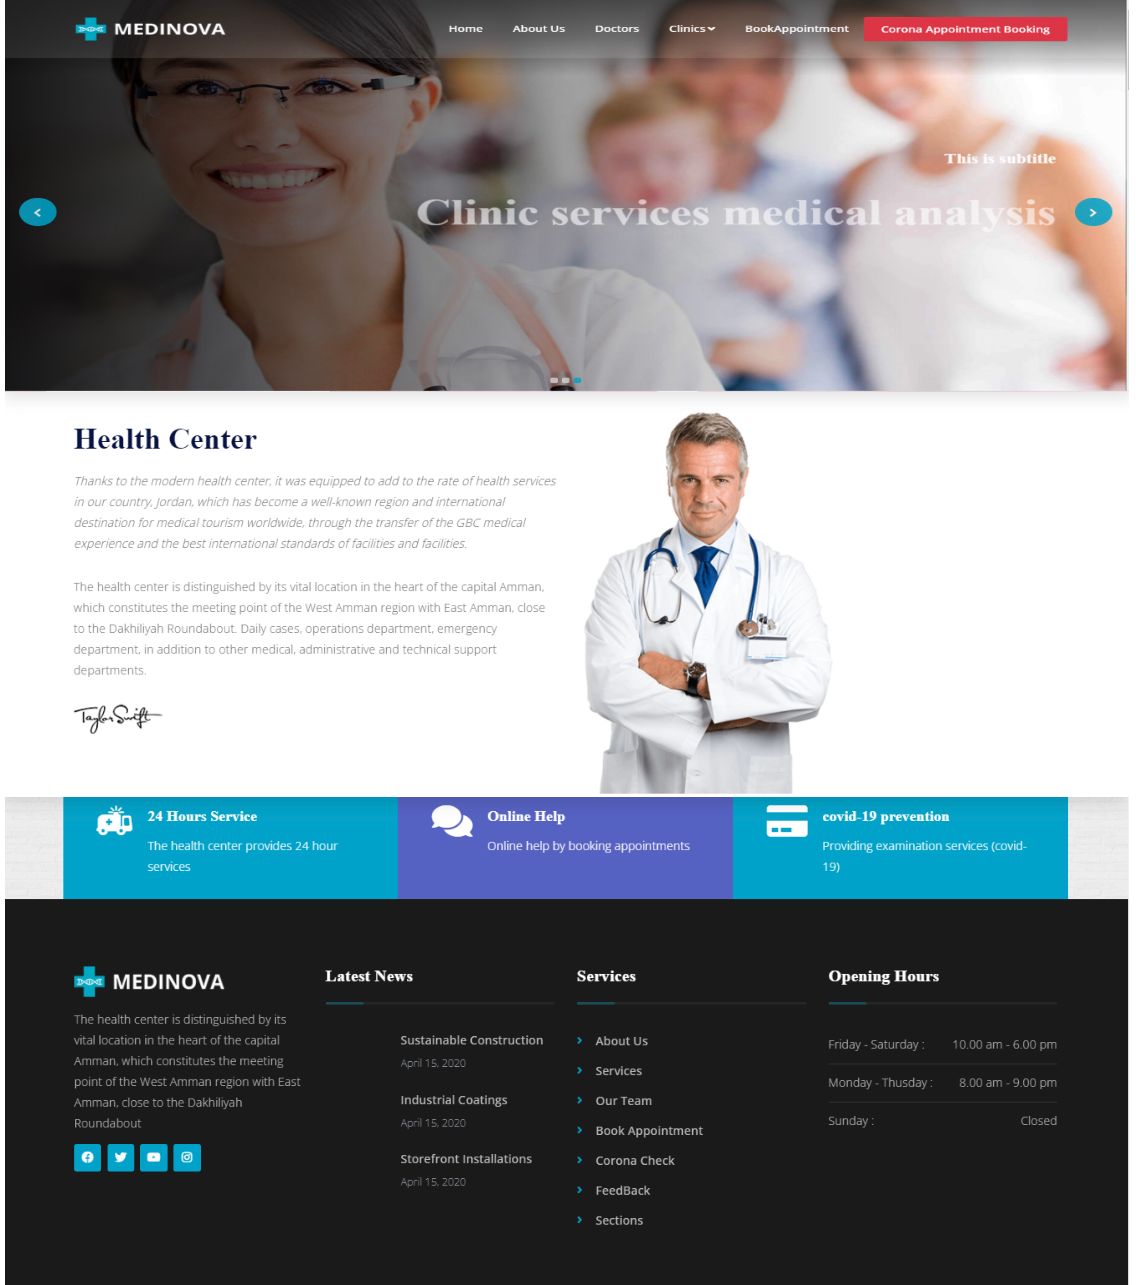 MEDINOVA
Home
About Us
Doctors
Clinics
BookAppointment
Corona Appointment Booking
This is subtitle
Clinic services medical analysis
Health Center
Thanks to the modern health center, it was equipped to add to the rate of health services
in our country, Jordan, which has become a well-known region and international
destination for medical tourism worldwide, through the transfer of the GBC medical
experience and the best international standards of facilities and facilities.
The health center is distinguished by its vital location in the heart of the capital Amman,
which constitutes the meeting point of the West Amman region with East Amman, close
to the Dakhiliyah Roundabout. Daily cases, operations department, emergency
department, in addition to other medical, administrative and technical support
departments.
Taylor Swift
24 Hours Service
The health center provides 24 hour
services
Online Help
Online help by booking appointments
covid-19 prevention
Providing examination services (covid-
19)
MEDINOVA
The health center is distinguished by its
vital location in the heart of the capital
Amman, which constitutes the meeting
point of the West Amman region with East
Amman, close to the Dakhiliyah
Roundabout
Latest News
Sustainable Construction
April 15, 2020
Industrial Coatings
April 15, 2020
Storefront Installations
April 15, 2020
Services
About Us
Services
Our Team
Book Appointment
Corona Check
FeedBack
Sections
Opening Hours
Friday - Saturday : 10.00 am - 6.00 pm
Monday - Thusday : 8.00 am - 9.00 pm
Sunday : Closed